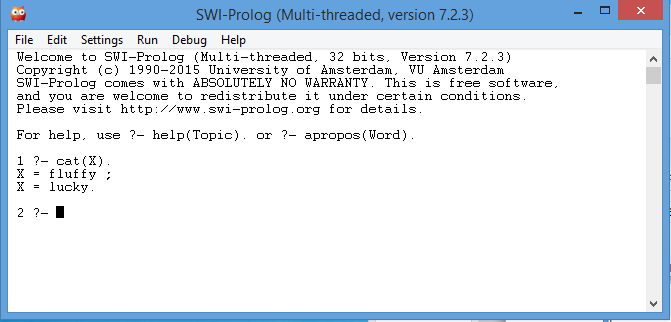 SWI-Prolog (Multi-threaded, version 7.2.3)
File Edit Settings Run Debug Help
Welcome to SWI-Prolog (Multi-threaded, 32 bits, Version 7.2.3)
Copyright (c) 1990-2015 University of Amsterdam, VU Amsterdam
SWI-Prolog comes with ABSOLUTELY NO WARRANTY. This is free software,
and you are welcome to redistribute it under certain conditions.
Please visit http://www.swi-prolog.org for details.
For help, use ?- help(Topic). or ?- apropos(Word).
1 ?- cat(X).
X = fluffy ;
X = lucky.
2 ?-